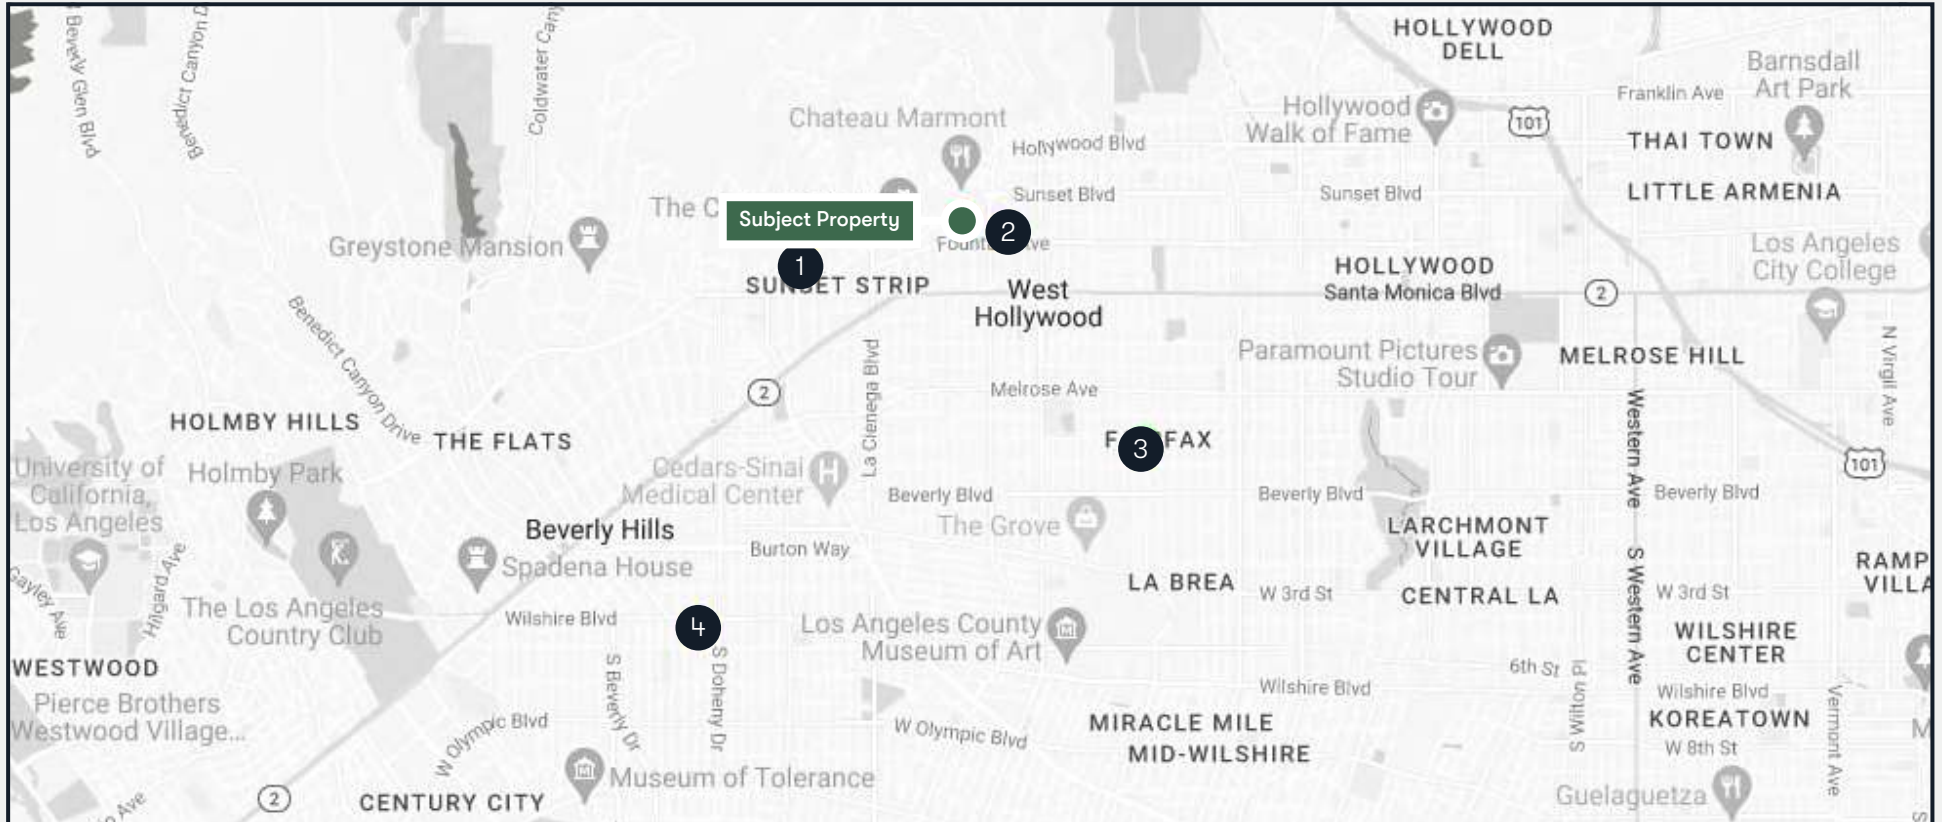 HOLLYWOOD
DELL
Barnsdall
Art Park
Beverly Glen Blvd
Benedict Canyon D
Coldwater Cany
Franklin Ave
Hollywood
Walk of Fame
101
Chateau Marmont
THAI TOWN
Hollywood Blvd
Sunset Blvd
Sunset Blvd
LITTLE ARMENIA
The C
Subject Property
2
Greystone Mansion
Los Angeles
City College
1
SUNSET STRIP
West
Hollywood
HOLLYWOOD
Santa Monica Blvd
2
Benedict Canyon Drive
La Cienega Blvd
Paramount Pictures
Studio Tour
MELROSE HILL
N Virgil Ave
2
Melrose Ave
Western Ave
HOLMBY HILLS
THE FLATS
3
101
University of
California,
Los Angeles
Holmby Park
Cedars-Sinai
Medical Center
Beverly Blvd
Beverly Blvd
Beverly Blvd
The Grove
LARCHMONT
VILLAGE
Beverly Hills
Burton Way
Spadena House
Gayley Ave
Hilgard Ave
LA BREA
W 3rd St
CENTRAL LA
S Western Ave
W 3rd St
RAMP
VILLA
The Los Angeles
Country Club
Wilshire Blvd
4
Los Angeles County
Museum of Art
WILSHIRE
CENTER
WESTWOOD
S Beverly Dr
S Doheny Dr
6th St
S Wilton Pl
Wilshire Blvd
Wilshire Blvd
Vermont Ave
Pierce Brothers
Westwood Village...
W Olympic Blvd
W Olympic Blvd
MIRACLE MILE
MID-WILSHIRE
KOREATOWN
W 8th St
M
Museum of Tolerance
2
CENTURY CITY
Guelaguetza
S